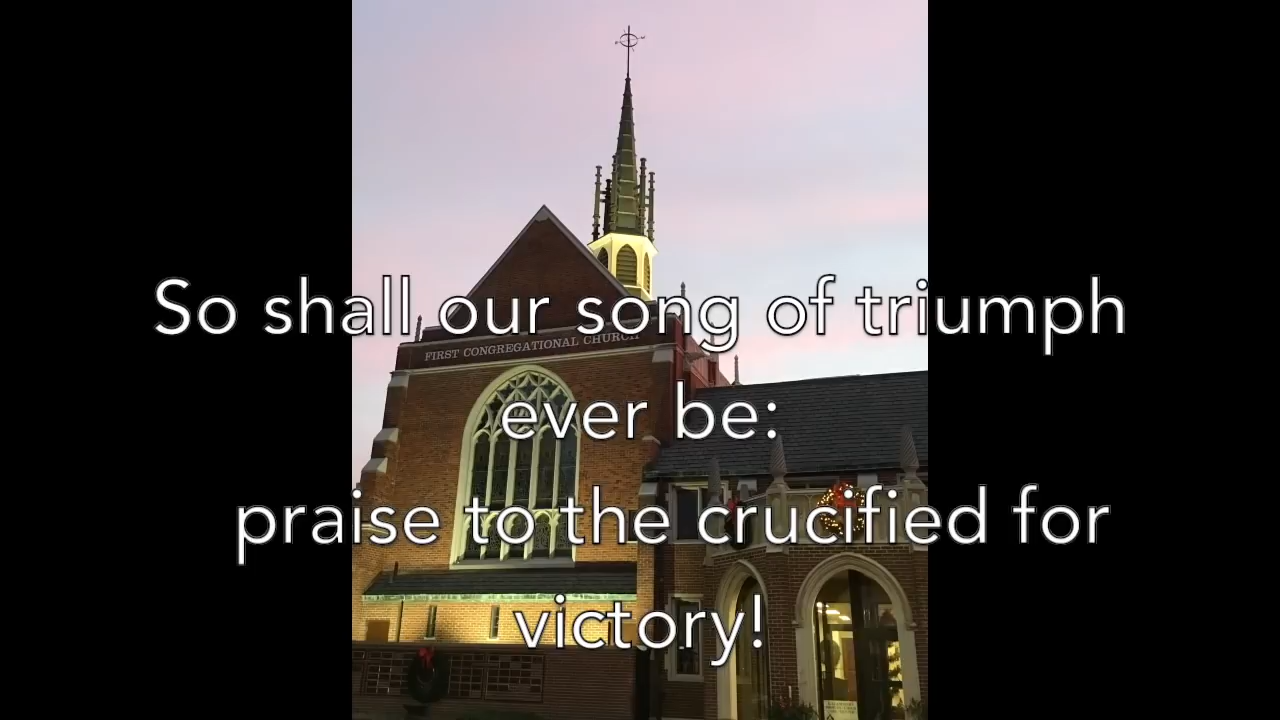 So shall our song of triumph
ever be:
praise to the crucified for
victory!
FIRST CONGREGATIONAL CHURCH